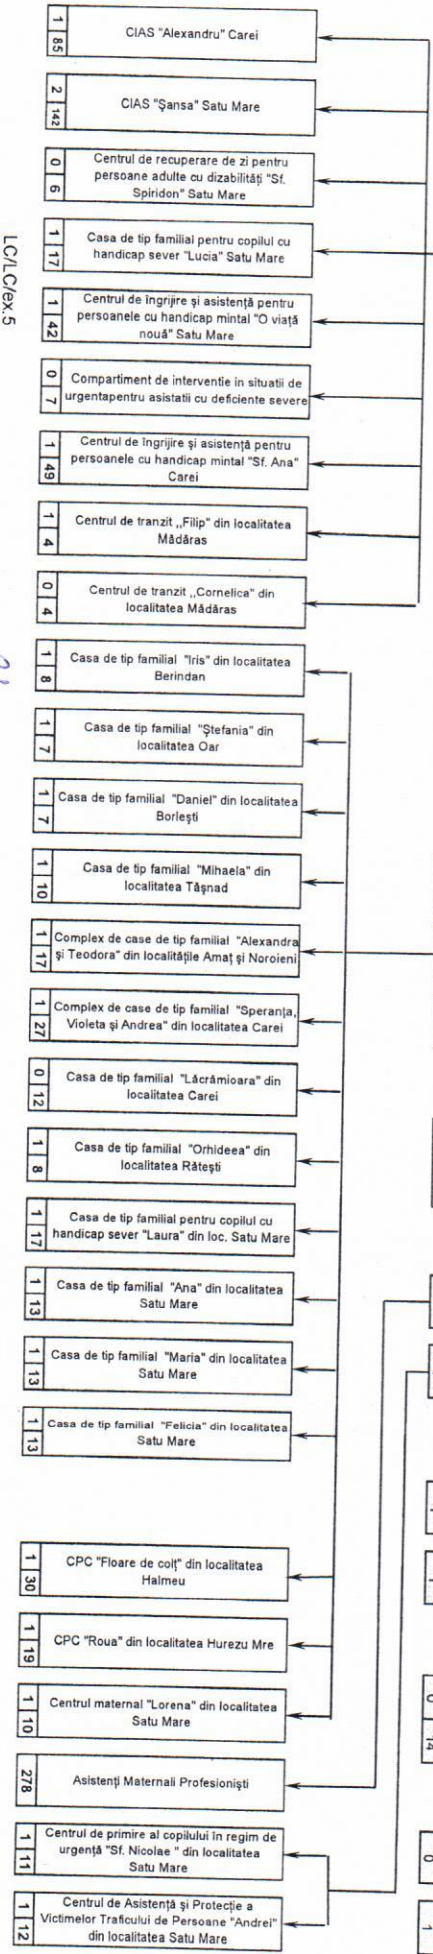 1
85
CIAS "Alexandru" Carei
2
142
CIAS "Şansa" Satu Mare
0
6
Centrul de recuperare de zi pentru
persoane adulte cu dizabilităţi "Sf.
Spiridon" Satu Mare
1
17
Casa de tip familial pentru copilul cu
handicap sever "Lucia" Satu Mare
1
42
Centrul de îngrijire şi asistenţă pentru
persoanele cu handicap mintal "O viaţă
nouă" Satu Mare
0
7
Compartiment de interventie in situatii de
urgentapentru asistatii cu deficiente severe
1
49
Centrul de îngrijire şi asistenţă pentru
persoanele cu handicap mintal "Sf. Ana"
Carei
1
4
Centrul de tranzit ,,Filip" din localitatea
Mădăras
0
4
Centrul de tranzit ,,Cornelica" din
localitatea Mădăras
1
8
Casa de tip familial "Iris" din localitatea
Berindan
1
7
Casa de tip familial "Ştefania" din
localitatea Oar
1
7
Casa de tip familial "Daniel" din localitatea
Borleşti
1
10
Casa de tip familial "Mihaela" din
localitatea Tăşnad
1
17
Complex de case de tip familial "Alexandra
şi Teodora" din localităţile Amaţ şi Noroieni
1
27
Complex de case de tip familial "Speranţa,
Violeta şi Andrea" din localitatea Carei
0
12
Casa de tip familial "Lăcrămioara" din
localitatea Carei
1
8
Casa de tip familial "Orhideea" din
localitatea Răteşti
1
17
Casa de tip familial pentru copilul cu
handicap sever "Laura" din loc. Satu Mare
1
13
Casa de tip familial "Ana" din localitatea
Satu Mare
1
13
Casa de tip familial "Maria" din localitatea
Satu Mare
1
13
Casa de tip familial "Felicia" din localitatea
Satu Mare
1
30
CPC "Floare de colţ" din localitatea
Halmeu
1
19
CPC "Roua" din localitatea Hurezu Mre
1
10
Centrul maternal "Lorena" din localitatea
Satu Mare
278
Asistenţi Maternali Profesionişti
1
11
Centrul de primire al copilului în regim de
urgenţă "Sf. Nicolae " din localitatea
Satu Mare
1
12
Centrul de Asistenţă şi Protecţie a
Victimelor Traficului de Persoane "Andrei"
din localitatea Satu Mare
LC/LC/ex.5
0
14
0
1